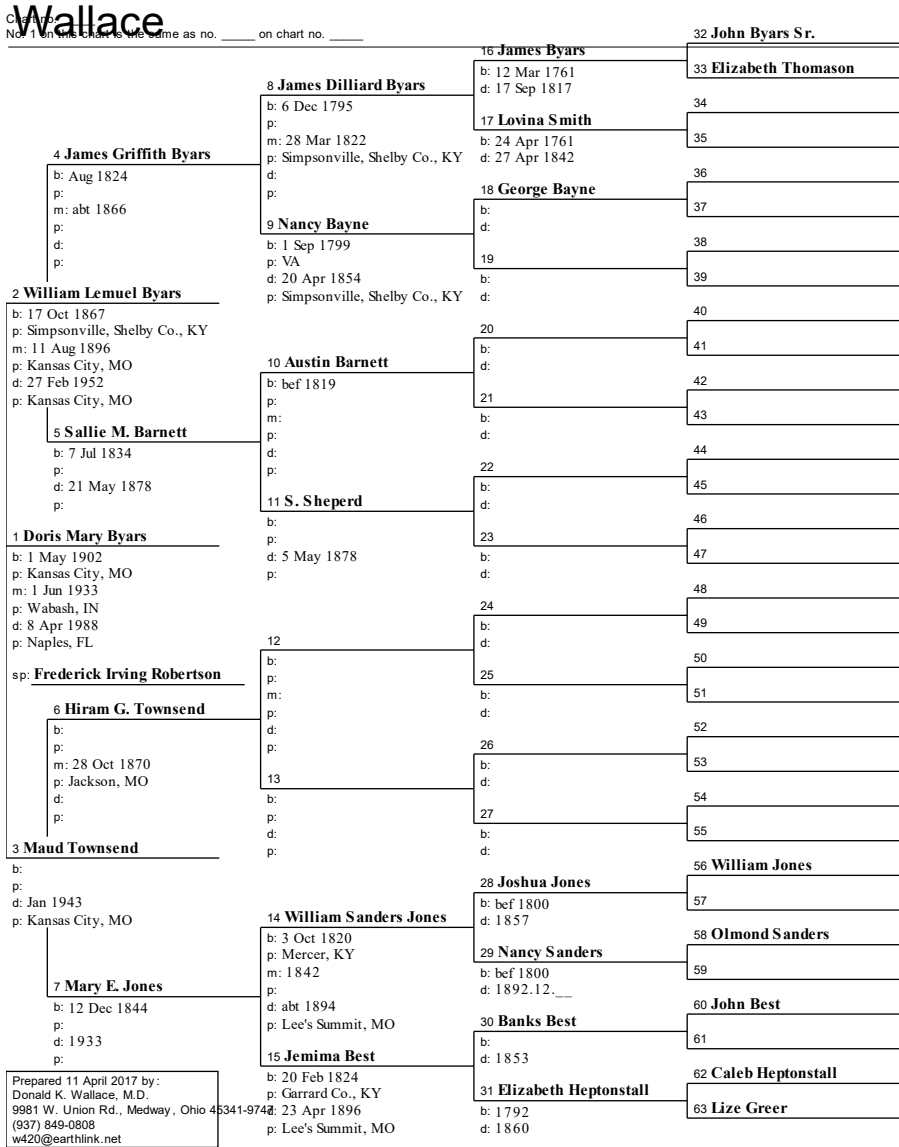 Wallace
Chart no.
No. 1 on this chart is the same as no. _____ on chart no. _____
1 Doris Mary Byars
b: 1 May 1902
p: Kansas City, MO
m: 1 Jun 1933
p: Wabash, IN
d: 8 Apr 1988
p: Naples, FL
sp: Frederick Irving Robertson
2 William Lemuel Byars
b: 17 Oct 1867
p: Simpsonville, Shelby Co., KY
m: 11 Aug 1896
p: Kansas City, MO
d: 27 Feb 1952
p: Kansas City, MO
3 Maud Townsend
b:
p:
d: Jan 1943
p: Kansas City, MO
4 James Griffith Byars
b: Aug 1824
p:
m: abt 1866
p:
d:
p:
5 Sallie M. Barnett
b: 7 Jul 1834
p:
d: 21 May 1878
p:
6 Hiram G. Townsend
b:
p:
m: 28 Oct 1870
p: Jackson, MO
d:
p:
7 Mary E. Jones
b: 12 Dec 1844
p:
d: 1933
p:
8 James Dilliard Byars
b: 6 Dec 1795
p:
m: 28 Mar 1822
p: Simpsonville, Shelby Co., KY
d:
p:
9 Nancy Bayne
b: 1 Sep 1799
p: VA
d: 20 Apr 1854
p: Simpsonville, Shelby Co., KY
10 Austin Barnett
b: bef 1819
p:
m:
p:
d:
p:
11 S. Sheperd
b:
p:
d: 5 May 1878
p:
12
b:
p:
m:
p:
d:
p:
13
b:
p:
d:
p:
14 William Sanders Jones
b: 3 Oct 1820
p: Mercer, KY
m: 1842
p:
d: abt 1894
p: Lee's Summit, MO
15 Jemima Best
b: 20 Feb 1824
p: Garrard Co., KY
d: 23 Apr 1896
p: Lee's Summit, MO
16 James Byars
b: 12 Mar 1761
d: 17 Sep 1817
17 Lovina Smith
b: 24 Apr 1761
d: 27 Apr 1842
18 George Bayne
b:
d:
19
b:
d:
20
b:
d:
21
b:
d:
22
b:
d:
23
b:
d:
24
b:
d:
25
b:
d:
26
b:
d:
27
b:
d:
28 Joshua Jones
b: bef 1800
d: 1857
29 Nancy Sanders
b: bef 1800
d: 1892.12.__
30 Banks Best
b:
d: 1853
31 Elizabeth Heptonstall
b: 1792
d: 1860
32 John Byars Sr.
33 Elizabeth Thomason
34
35
36
37
38
39
40
41
42
43
44
45
46
47
48
49
50
51
52
53
54
55
56 William Jones
57
58 Olmond Sanders
59
60 John Best
61
62 Caleb Heptonstall
63 Lize Greer
Prepared 11 April 2017 by:
Donald K. Wallace, M.D.
9981 W. Union Rd., Medway, Ohio 45341-9747
(937) 849-0808
w420@earthlink.net